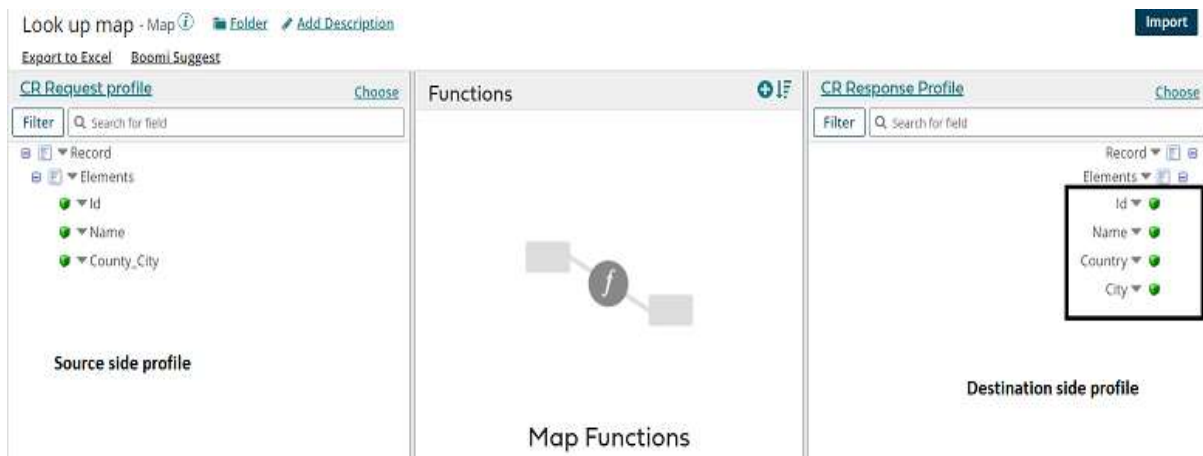 Look up map - Map i Folder Add Description
Import
Export to Excel Boomi Suggest
CR Request profile Choose
Filter Search for field
Record
Elements
Id
Name
County_City
Source side profile
Functions
f
Map Functions
CR Response Profile Choose
Filter Search for field
Record
Elements
Id
Name
Country
City
Destination side profile